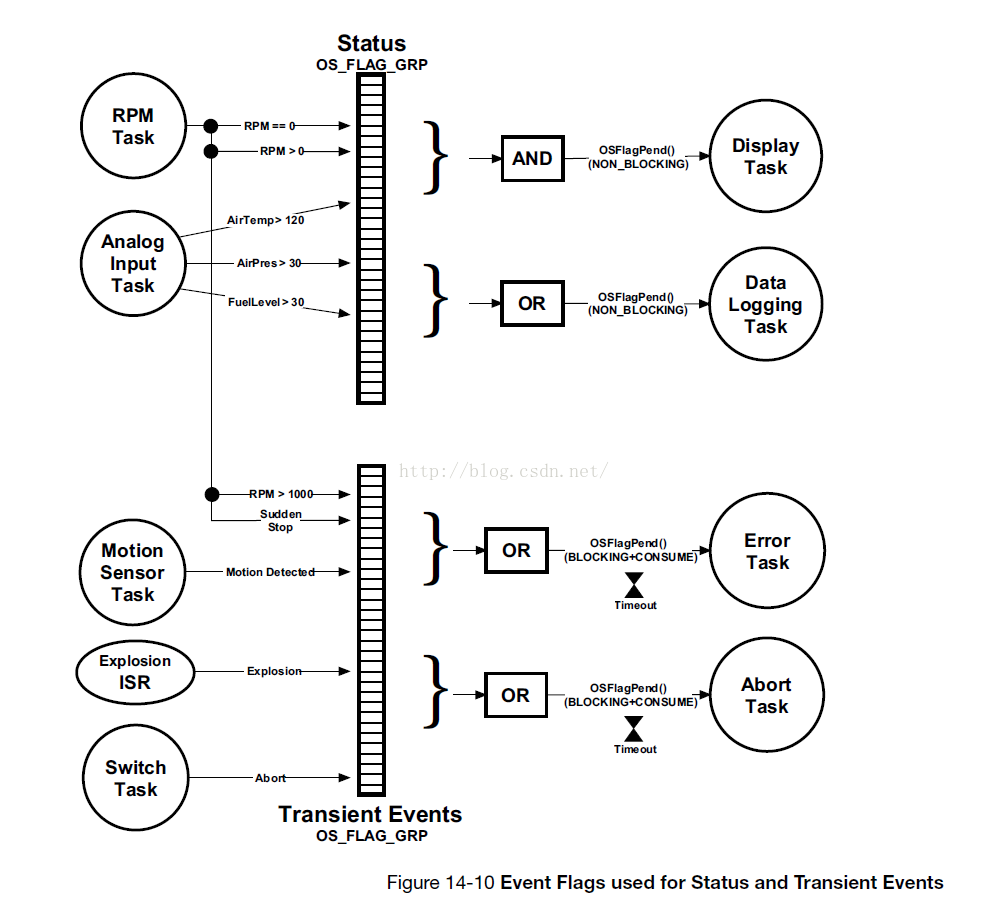 Status
OS_FLAG_GRP
RPM
Task
RPM == 0
RPM > 0
AND
OSFlagPend()
(NON_BLOCKING)
Display
Task
Analog
Input
Task
AirTemp > 120
AirPres > 30
FuelLevel > 30
OR
OSFlagPend()
(NON_BLOCKING)
Data
Logging
Task
http://blog.csdn.net/
RPM > 1000
Sudden
Stop
Motion
Sensor
Task
Motion Detected
OR
OSFlagPend()
(BLOCKING+CONSUME)
Timeout
Error
Task
Explosion
ISR
Explosion
OR
OSFlagPend()
(BLOCKING+CONSUME)
Timeout
Abort
Task
Switch
Task
Abort
Transient Events
OS_FLAG_GRP
Figure 14-10 Event Flags used for Status and Transient Events